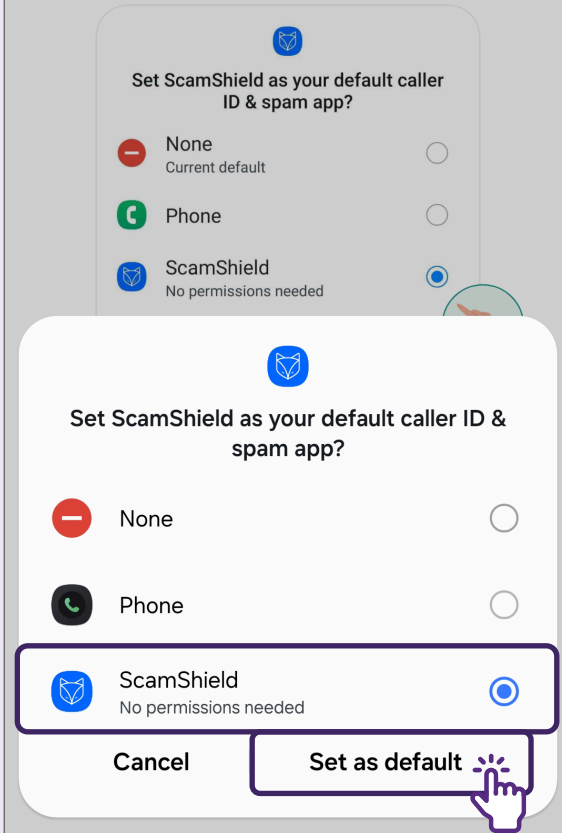 Set ScamShield as your default caller
ID & spam app?
None
Current default
Phone
ScamShield
No permissions needed
Set ScamShield as your default caller ID &
spam app?
None
Phone
ScamShield
No permissions needed
Cancel
Set as default